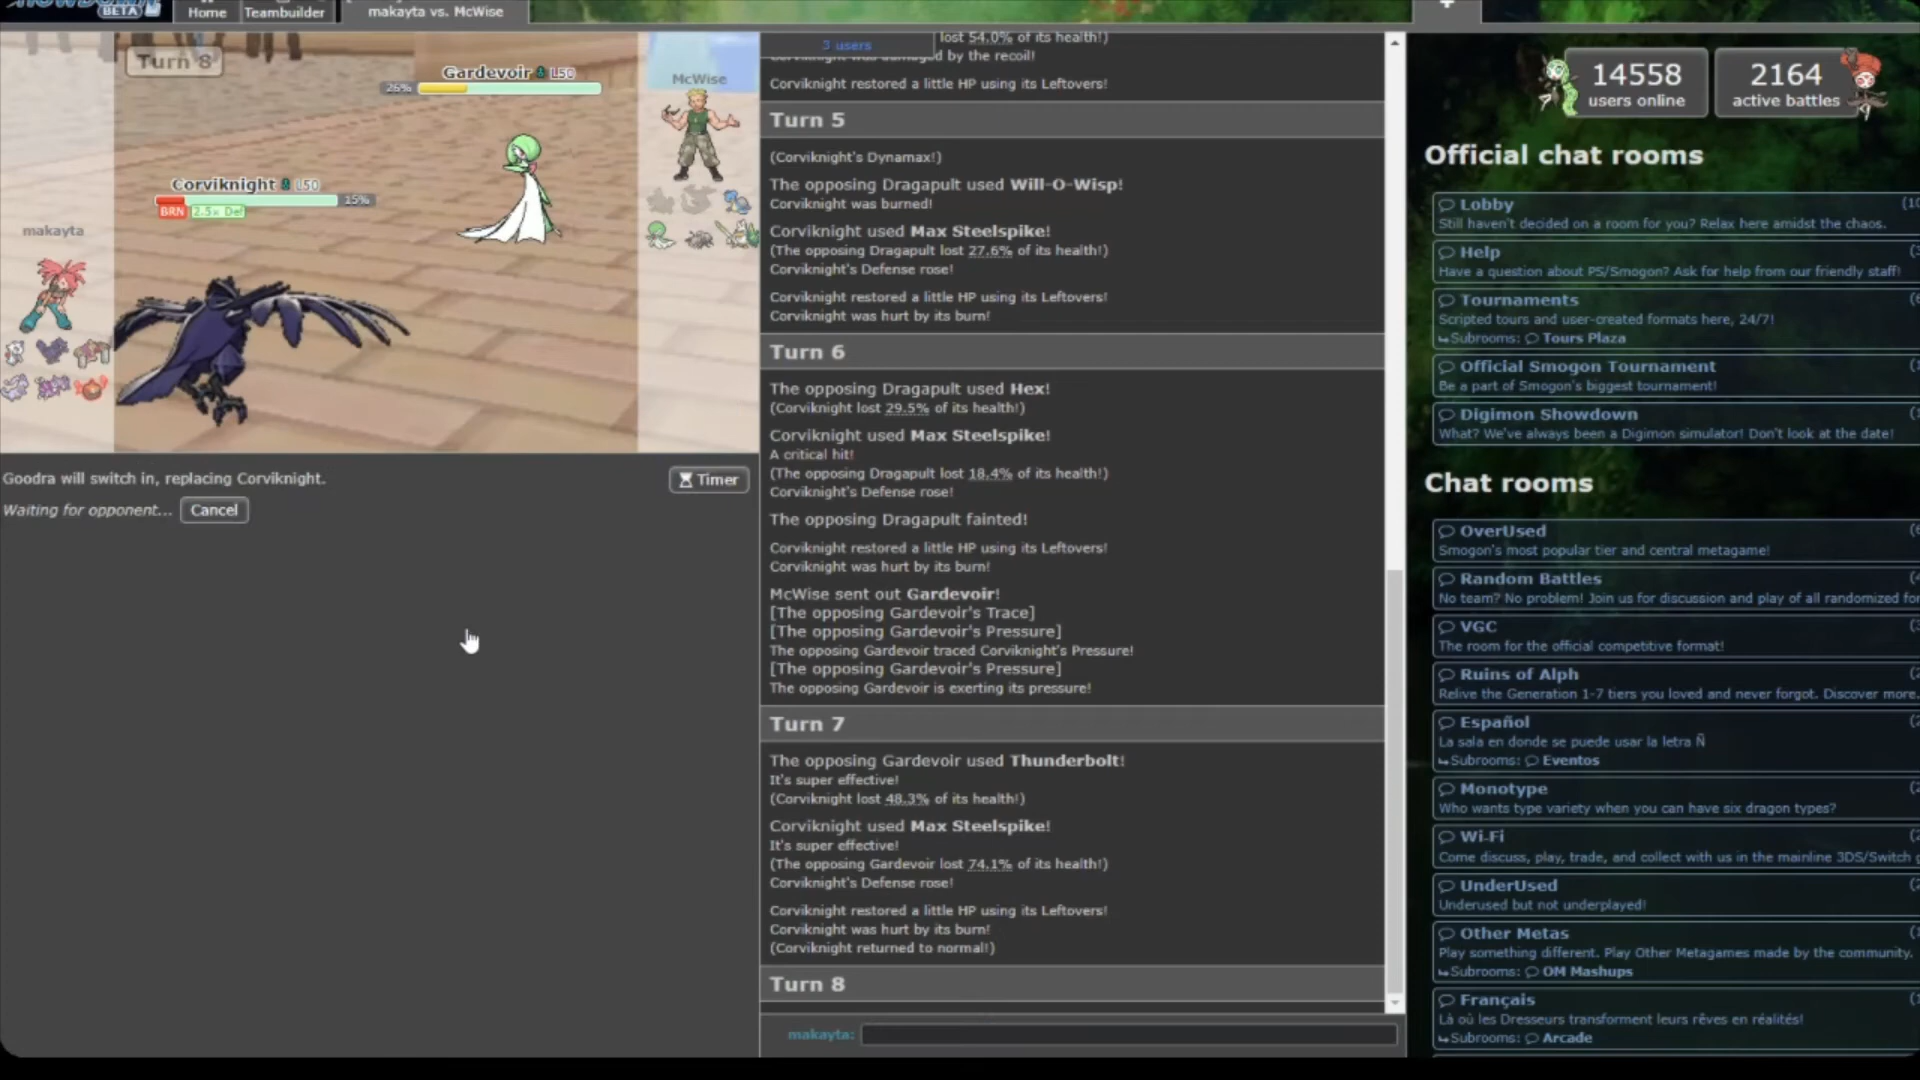 BETA
Home
Teambuilder
makayta vs. McWise
Turn 8
Gardevoir L50
26%
McWise
Corviknight L50
15%
BRN 2.5x Def
makayta
Goodra will switch in, replacing Corviknight.
Timer
Waiting for opponent... Cancel
3 users
lost 54.0% of its health!)
d by the recoil!
Corviknight restored a little HP using its Leftovers!
Turn 5
(Corviknight's Dynamax!)
The opposing Dragapult used Will-O-Wisp!
Corviknight was burned!
Corviknight used Max Steelspike!
(The opposing Dragapult lost 27.6% of its health!)
Corviknight's Defense rose!
Corviknight restored a little HP using its Leftovers!
Corviknight was hurt by its burn!
Turn 6
The opposing Dragapult used Hex!
(Corviknight lost 29.5% of its health!)
Corviknight used Max Steelspike!
A critical hit!
(The opposing Dragapult lost 18.4% of its health!)
Corviknight's Defense rose!
The opposing Dragapult fainted!
Corviknight restored a little HP using its Leftovers!
Corviknight was hurt by its burn!
McWise sent out Gardevoir!
[The opposing Gardevoir's Trace]
[The opposing Gardevoir's Pressure]
The opposing Gardevoir traced Corviknight's Pressure!
[The opposing Gardevoir's Pressure]
The opposing Gardevoir is exerting its pressure!
Turn 7
The opposing Gardevoir used Thunderbolt!
It's super effective!
(Corviknight lost 48.3% of its health!)
Corviknight used Max Steelspike!
It's super effective!
(The opposing Gardevoir lost 74.1% of its health!)
Corviknight's Defense rose!
Corviknight restored a little HP using its Leftovers!
Corviknight was hurt by its burn!
(Corviknight returned to normal!)
Turn 8
makayta:
14558
users online
2164
active battles
Official chat rooms
Lobby
Still haven't decided on a room for you? Relax here amidst the chaos.
Help
Have a question about PS/Smogon? Ask for help from our friendly staff!
Tournaments
Scripted tours and user-created formats here, 24/7!
Subrooms: Tours Plaza
Official Smogon Tournament
Be a part of Smogon's biggest tournament!
Digimon Showdown
What? We've always been a Digimon simulator! Don't look at the date!
Chat rooms
OverUsed
Smogon's most popular tier and central metagame!
Random Battles
No team? No problem! Join us for discussion and play of all randomized for
VGC
The room for the official competitive format!
Ruins of Alph
Relive the Generation 1-7 tiers you loved and never forgot. Discover more.
Español
La sala en donde se puede usar la letra Ñ
Subrooms: Eventos
Monotype
Who wants type variety when you can have six dragon types?
Wi-Fi
Come discuss, play, trade, and collect with us in the mainline 3DS/Switch
UnderUsed
Underused but not underplayed!
Other Metas
Play something different. Play Other Metagames made by the community.
Subrooms: OM Mashups
Français
Là où les Dresseurs transforment leurs rêves en réalités!
Subrooms: Arcade